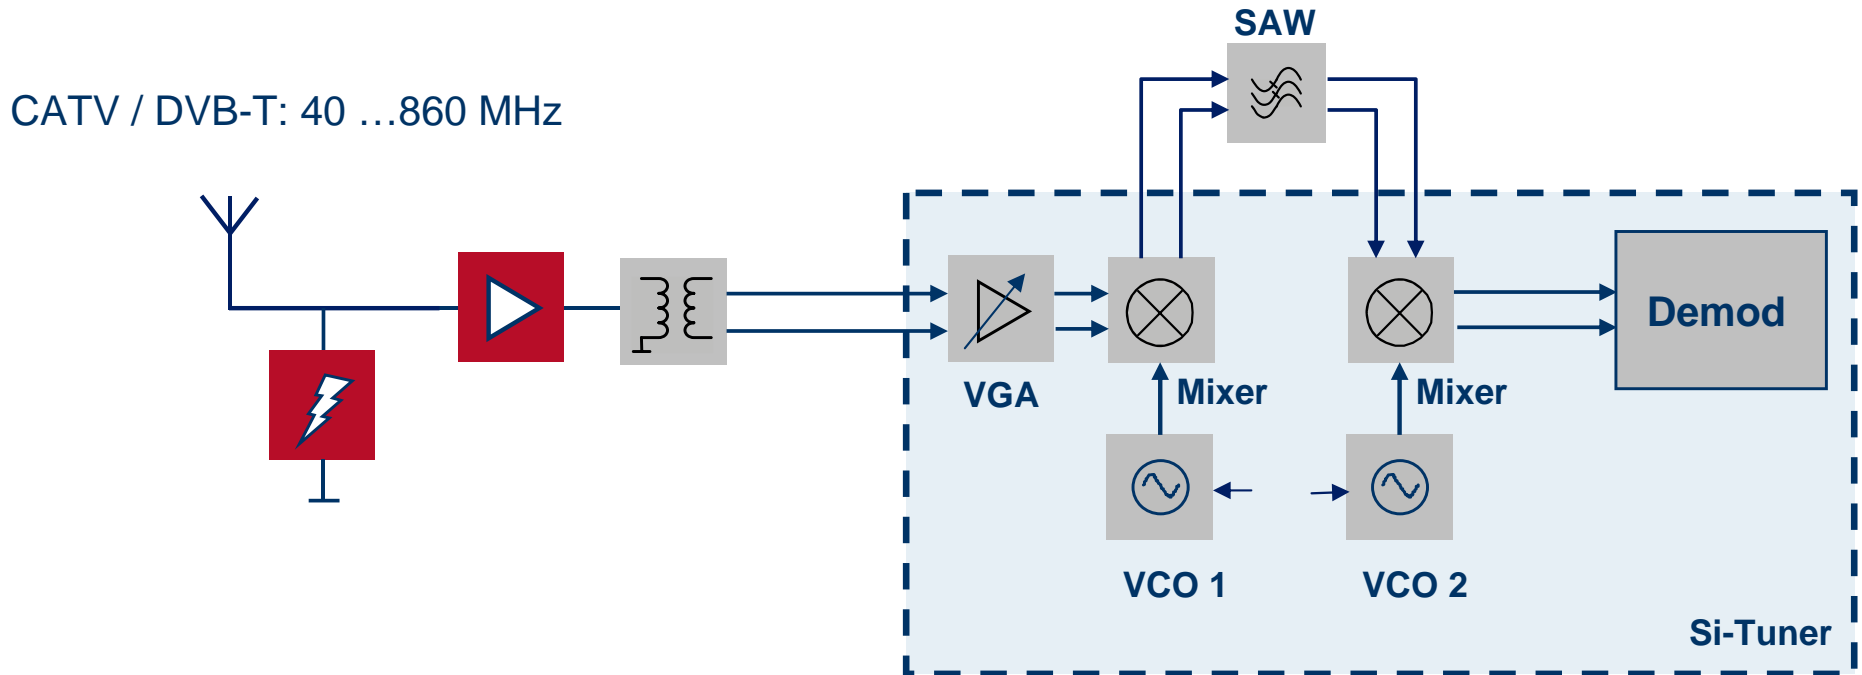 SAW
CATV / DVB-T: 40 …860 MHz
VGA
Mixer
Mixer
Demod
VCO 1
VCO 2
Si-Tuner